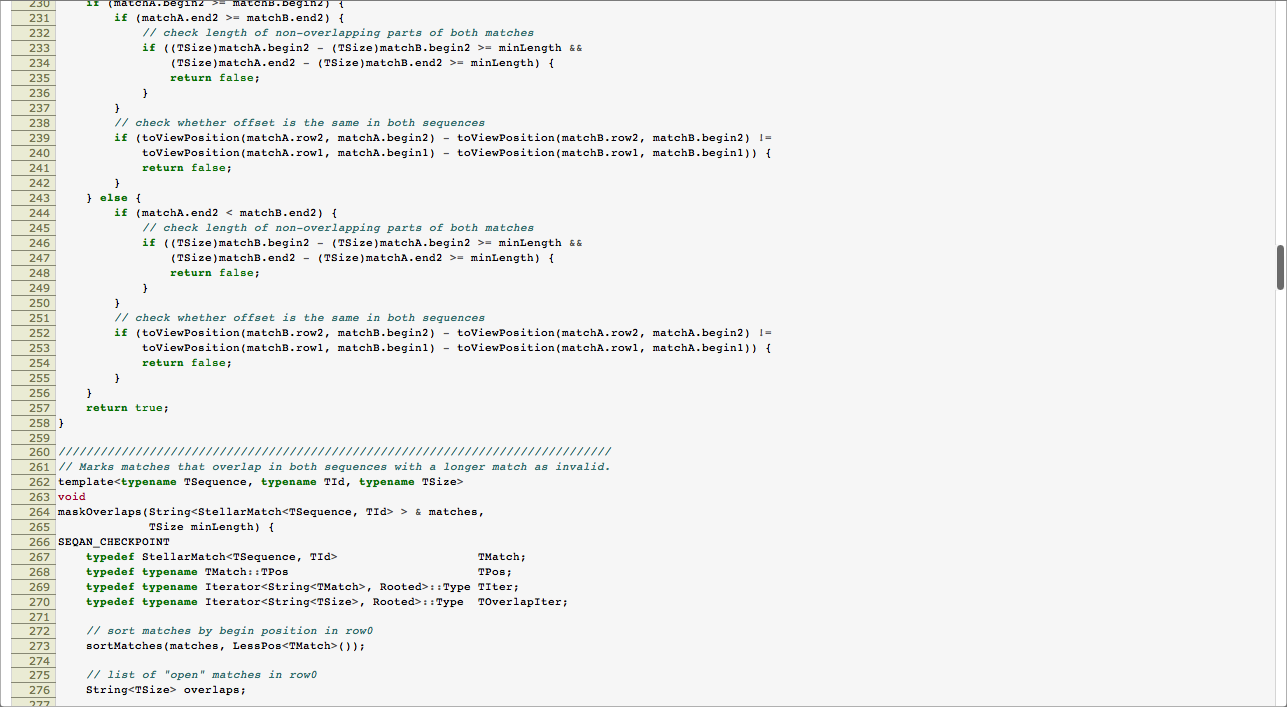 230     if (matchA.begin2 >= matchB.begin2) {
231         if (matchA.end2 >= matchB.end2) {
232             // check length of non-overlapping parts of both matches
233             if ((TSize)matchA.begin2 - (TSize)matchB.begin2 >= minLength &&
234                 (TSize)matchA.end2 - (TSize)matchB.end2 >= minLength) {
235                 return false;
236             }
237         }
238         // check whether offset is the same in both sequences
239         if (toViewPosition(matchA.row2, matchA.begin2) - toViewPosition(matchB.row2, matchB.begin2) !=
240             toViewPosition(matchA.row1, matchA.begin1) - toViewPosition(matchB.row1, matchB.begin1)) {
241             return false;
242         }
243     } else {
244         if (matchA.end2 < matchB.end2) {
245             // check length of non-overlapping parts of both matches
246             if ((TSize)matchB.begin2 - (TSize)matchA.begin2 >= minLength &&
247                 (TSize)matchB.end2 - (TSize)matchA.end2 >= minLength) {
248                 return false;
249             }
250         }
251         // check whether offset is the same in both sequences
252         if (toViewPosition(matchB.row2, matchB.begin2) - toViewPosition(matchA.row2, matchA.begin2) !=
253             toViewPosition(matchB.row1, matchB.begin1) - toViewPosition(matchA.row1, matchA.begin1)) {
254             return false;
255         }
256     }
257     return true;
258 }
259
260 ///////////////////////////////////////////////////////////////////////////////
261 // Marks matches that overlap in both sequences with a longer match as invalid.
262 template<typename TSequence, typename TId, typename TSize>
263 void
264 maskOverlaps(String<StellarMatch<TSequence, TId> > & matches,
265              TSize minLength) {
266 SEQAN_CHECKPOINT
267     typedef StellarMatch<TSequence, TId>                    TMatch;
268     typedef typename TMatch::TPos                           TPos;
269     typedef typename Iterator<String<TMatch>, Rooted>::Type TIter;
270     typedef typename Iterator<String<TSize>, Rooted>::Type  TOverlapIter;
271
272     // sort matches by begin position in row0
273     sortMatches(matches, LessPos<TMatch>());
274
275     // list of "open" matches in row0
276     String<TSize> overlaps;
277